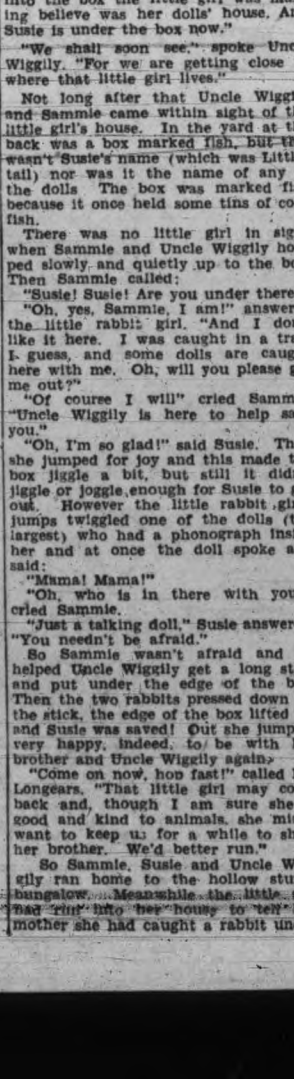 into the box the little girl was
ing believe was her dolls' house. A
Susie is under the box now."
"We shall soon see," spoke Unc
Wiggily. "For we are getting close
where that little girl lives."
Not long after that Uncle Wiggi
and Sammie came within sight of t
little girl's house. In the yard at t
back was a box marked fish, but t
wasn't Susie's name (which was Littl
tail) nor was it the name of any
the dolls The box was marked fi
because it once held some tins of co
fish.
There was no little girl in sig
when Sammie and Uncle Wiggily ho
ped slowly and quietly up to the b
Then Sammie called:
"Susie! Susie! Are you under there
"Oh, yes, Sammie, I am!" answer
the little rabbit girl. "And I don
like it here. I was caught in a tr
I guess, and some dolls are caug
here with me. Oh, will you please g
me out?"
"Of course I will" cried Samm
"Uncle Wiggily is here to help sa
you."
"Oh, I'm so glad!" said Susie. Th
she jumped for joy and this made t
box jiggle a bit, but still it did
jiggle or joggle enough for Susie to g
out. However the little rabbit gir
jumps twiggled one of the dolls (t
largest) who had a phonograph insi
her and at once the doll spoke a
said:
"Mama! Mama!"
"Oh, who is in there with you
cried Sammie.
"Just a talking doll," Susie answer
"You needn't be afraid."
So Sammie wasn't afraid and
helped Uncle Wiggily get a long st
and put under the edge of the b
Then the two rabbits pressed down
the stick, the edge of the box lifted
and Susie was saved! Out she jump
very happy, indeed, to be with
brother and Uncle Wiggily again.
"Come on now, hop fast!" called
Longears. "That little girl may co
back and, though I am sure she
good and kind to animals, she mi
want to keep us for a while to sh
her brother. We'd better run."
So Sammie, Susie and Uncle W
gily ran home to the hollow stu
bungalow. Meanwhile the little
had run into her house to tell
mother she had caught a rabbit un